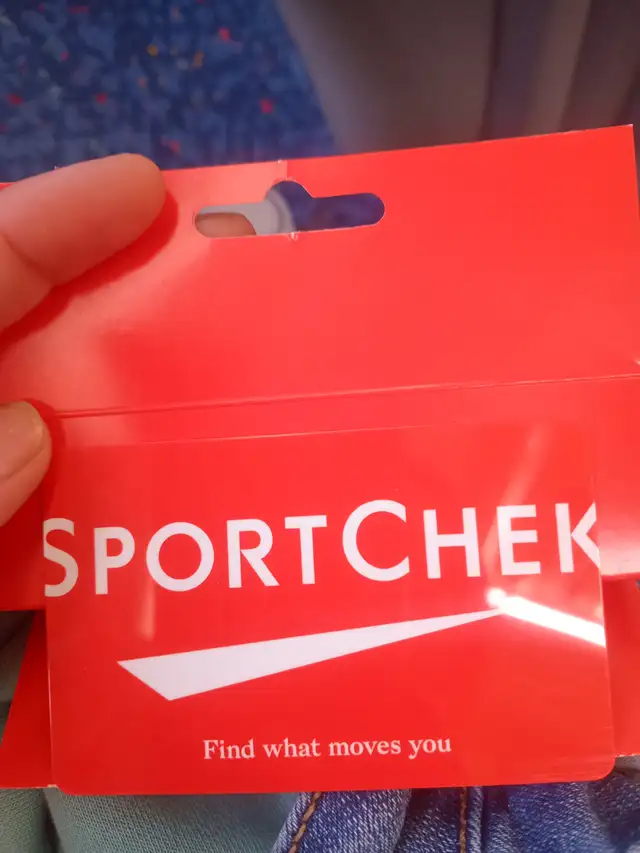 SPORTCHEK
Find what moves you